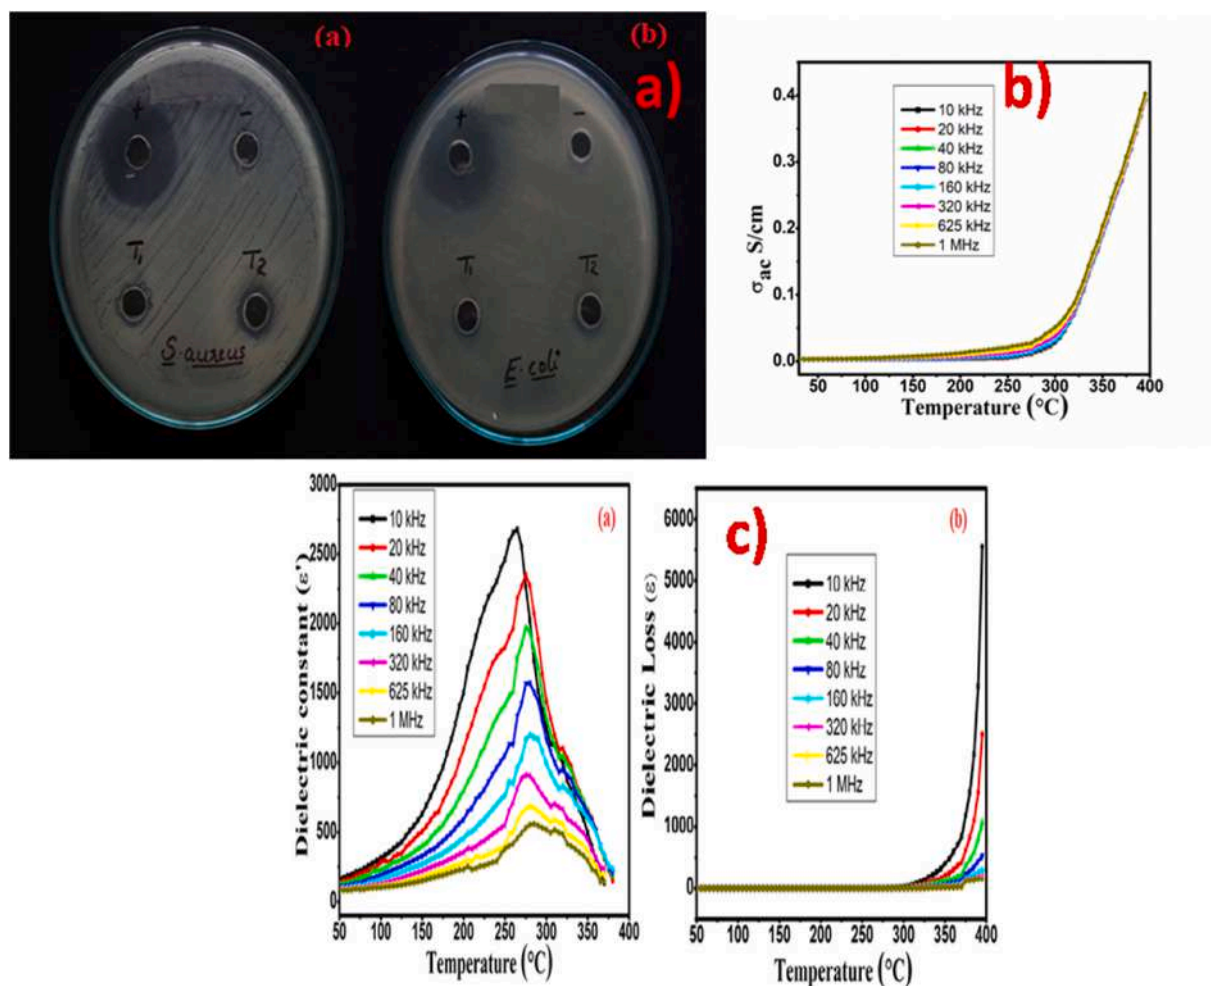 (a)
(b)
a)
+
-
-
T₁
T₂
S. aureus
+
-
T₁
T₂
E. coli
b)
10 kHz
20 kHz
40 kHz
80 kHz
160 kHz
320 kHz
625 kHz
1 MHz
0.4
0.3
0.2
0.1
0.0
σac S/cm
50 100 150 200 250 300 350 400
Temperature (°C)
(a)
10 kHz
20 kHz
40 kHz
80 kHz
160 kHz
320 kHz
625 kHz
1 MHz
3000
2500
2000
1500
1000
500
0
Dielectric constant (ε')
50 100 150 200 250 300 350 400
Temperature (°C)
c)
(b)
10 kHz
20 kHz
40 kHz
80 kHz
160 kHz
320 kHz
625 kHz
1 MHz
6000
5000
4000
3000
2000
1000
0
Dielectric Loss (ε)
50 100 150 200 250 300 350 400
Temperature (°C)